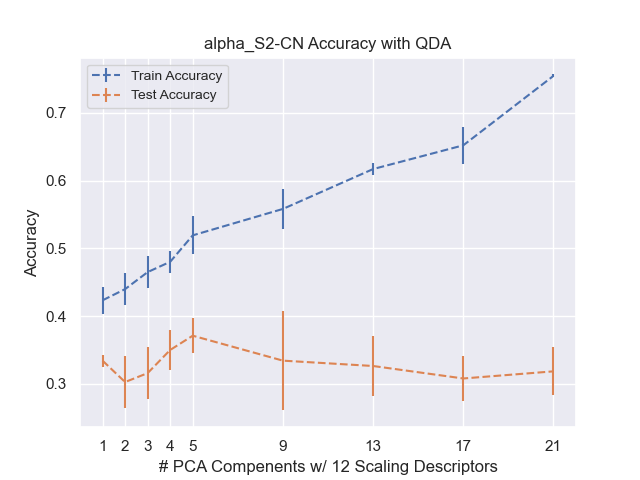 alpha_S2-CN Accuracy with QDA
Train Accuracy
Test Accuracy
Accuracy
0.7
0.6
0.5
0.4
0.3
1 2 3 4 5 9 13 17 21
# PCA Compenents w/ 12 Scaling Descriptors